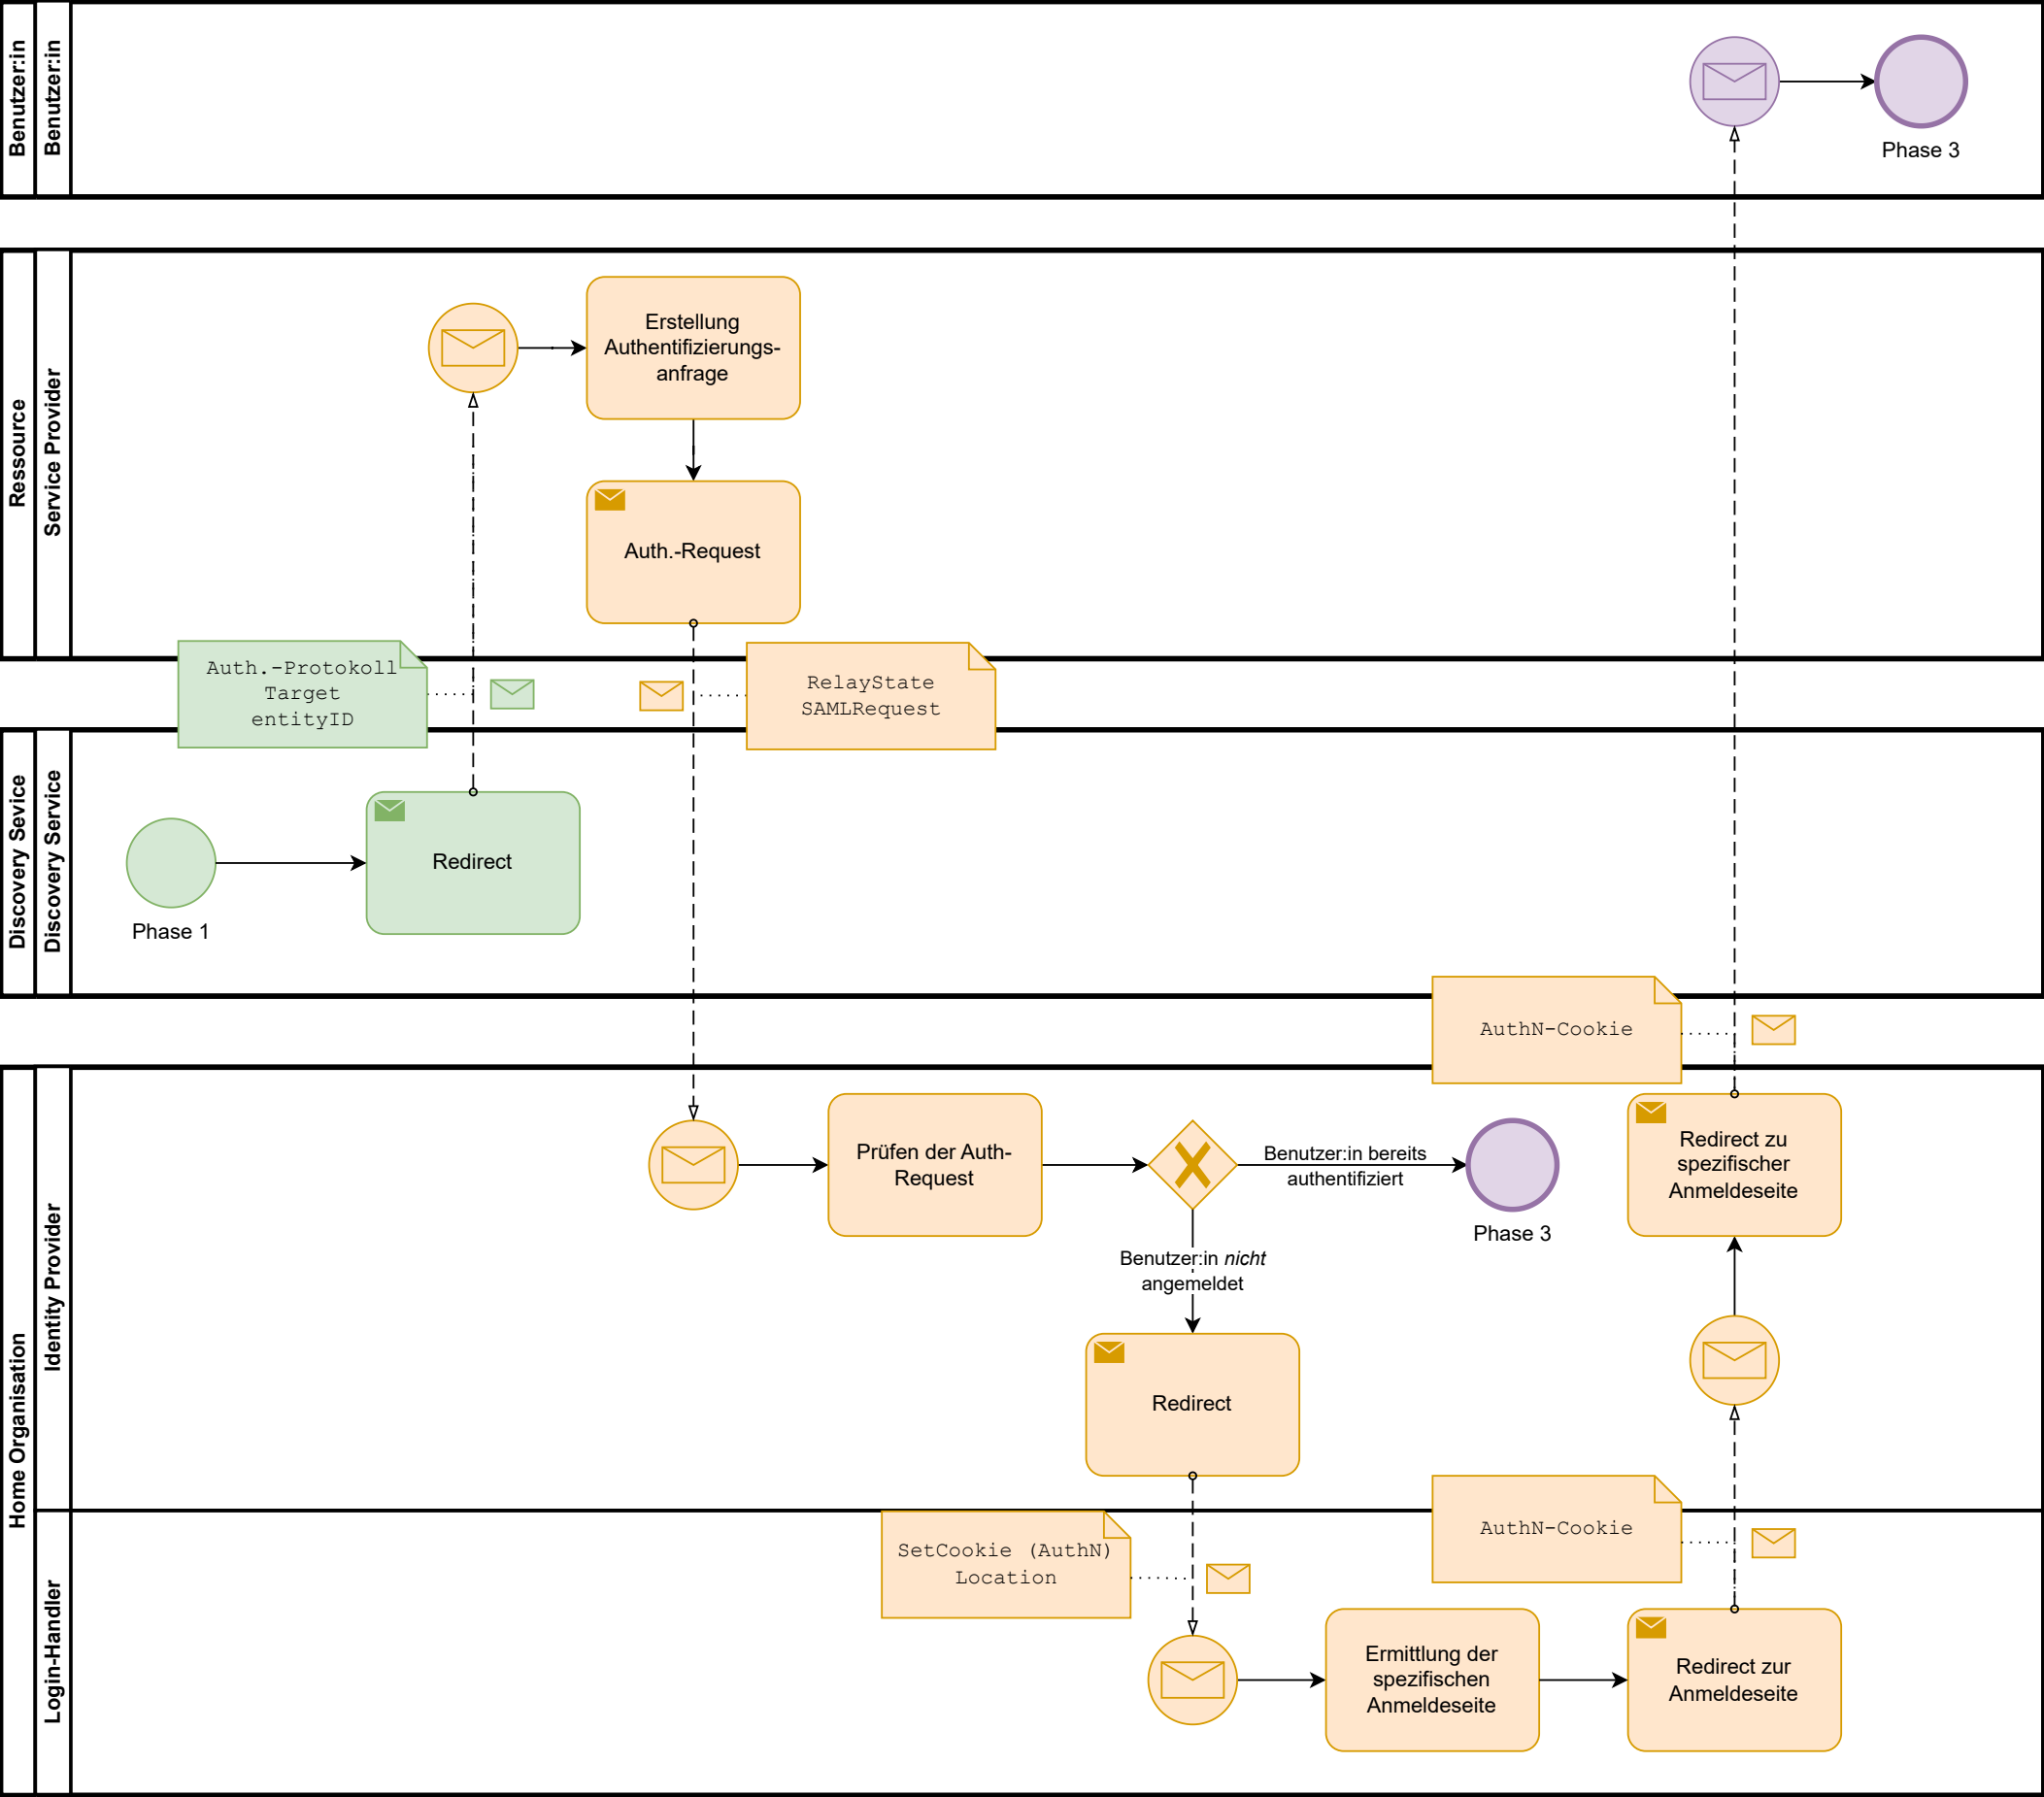 Benutzer:in
Benutzer:in
Phase 3
Ressource
Service Provider
Erstellung
Authentifizierungs-
anfrage
Auth.-Request
Auth.-Protokoll
Target
entityID
RelayState
SAMLRequest
Discovery Sevice
Discovery Service
Phase 1
Redirect
AuthN-Cookie
Home Organisation
Identity Provider
Prüfen der Auth-
Request
Benutzer:in bereits
authentifiziert
Phase 3
Redirect zu
spezifischer
Anmeldeseite
Benutzer:in nicht
angemeldet
Redirect
Login-Handler
SetCookie (AuthN)
Location
AuthN-Cookie
Ermittlung der
spezifischen
Anmeldeseite
Redirect zur
Anmeldeseite